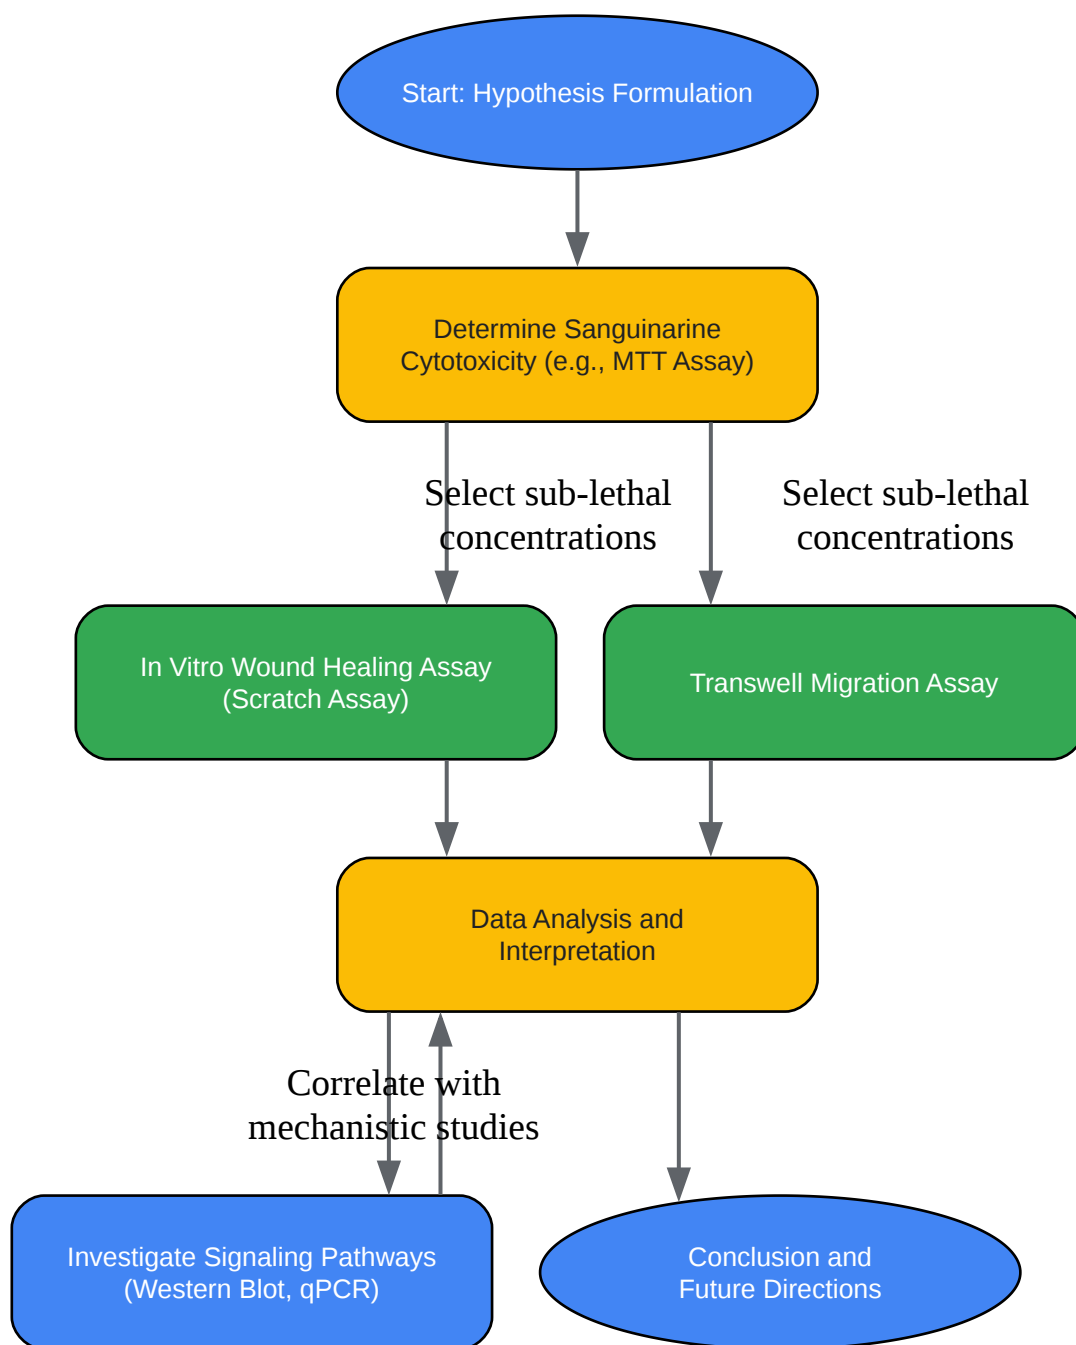 Start: Hypothesis Formulation
Determine Sanguinarine
Cytotoxicity (e.g., MTT Assay)
Select sub-lethal
concentrations
Select sub-lethal
concentrations
In Vitro Wound Healing Assay
(Scratch Assay)
Transwell Migration Assay
Data Analysis and
Interpretation
Correlate with
mechanistic studies
Investigate Signaling Pathways
(Western Blot, qPCR)
Conclusion and
Future Directions